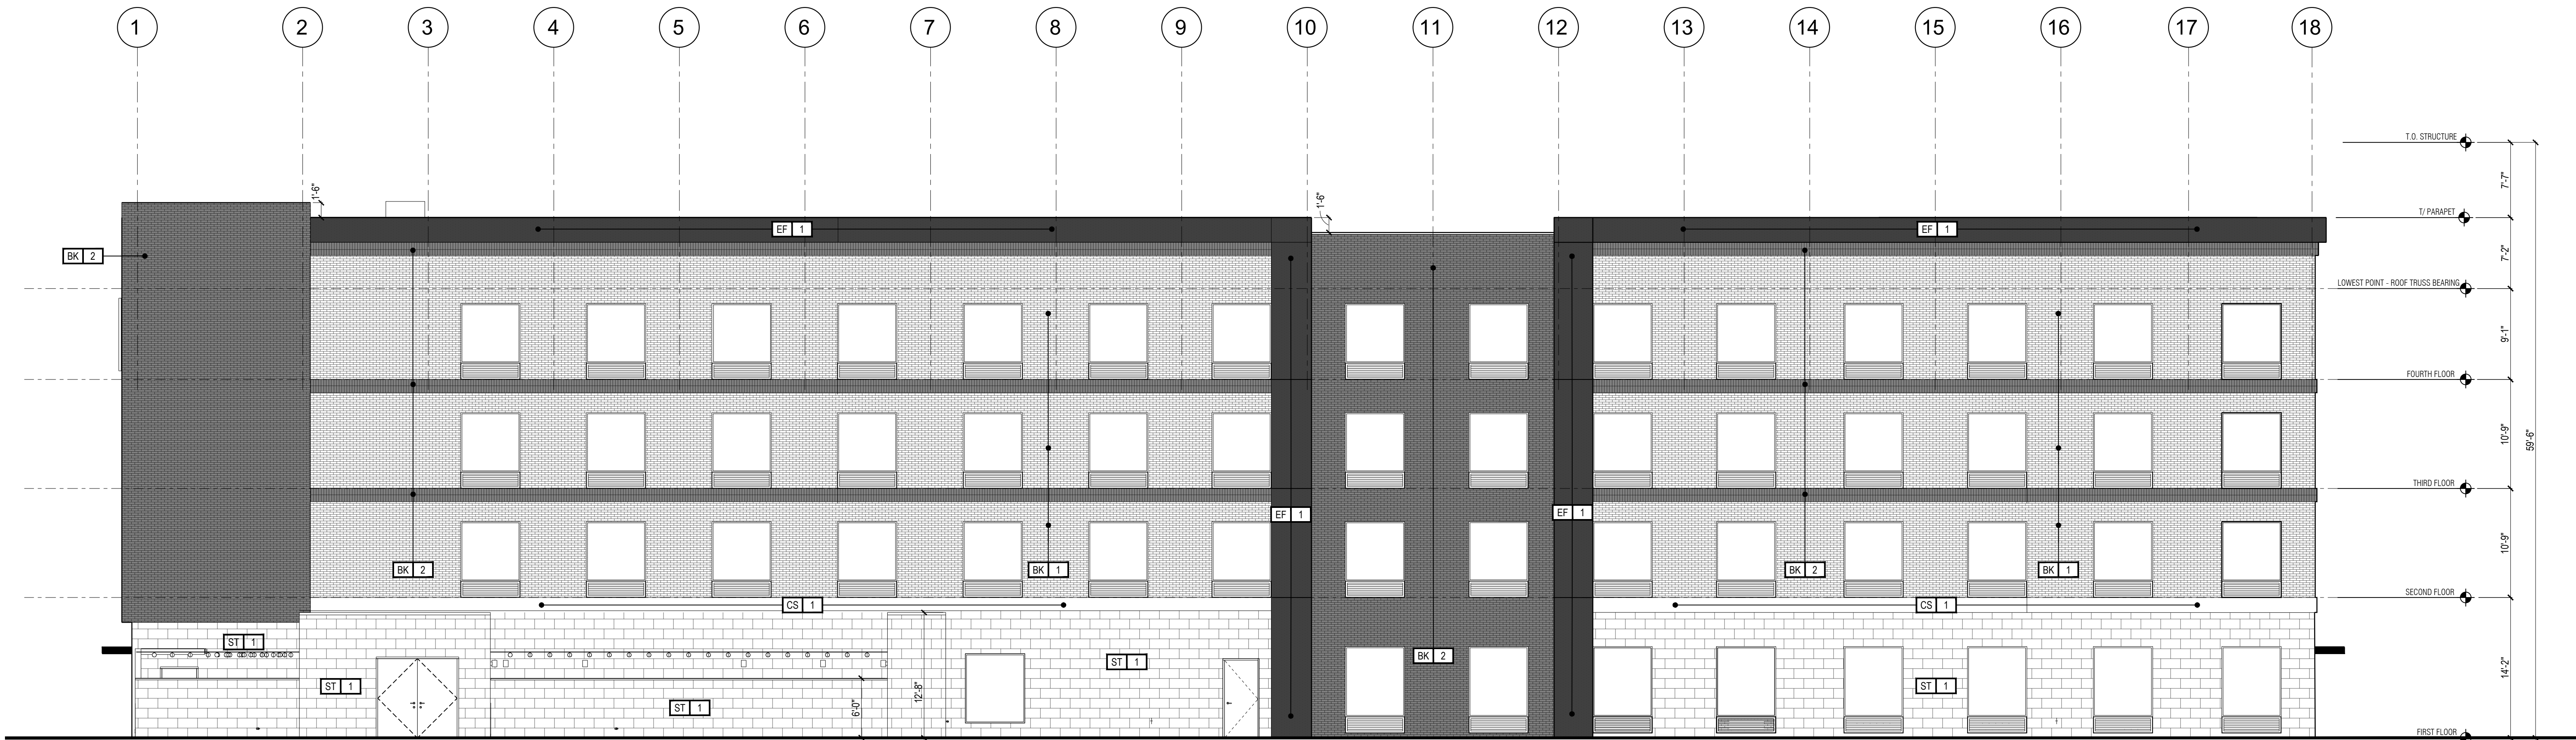 1 2 3 4 5 6 7 8 9 10 11 12 13 14 15 16 17 18
T.O. STRUCTURE
7'-7"
1'-6"
1'-6"
T/ PARAPET
EF 1
EF 1
BK 2
7'-2"
LOWEST POINT - ROOF TRUSS BEARING
9'-1"
FOURTH FLOOR
10'-9"
59'-6"
THIRD FLOOR
EF 1
EF 1
10'-9"
BK 2
BK 1
BK 2
BK 1
SECOND FLOOR
CS 1
CS 1
ST 1
BK 2
ST 1
14'-2"
ST 1
ST 1
12'-8"
ST 1
6'-0"
FIRST FLOOR